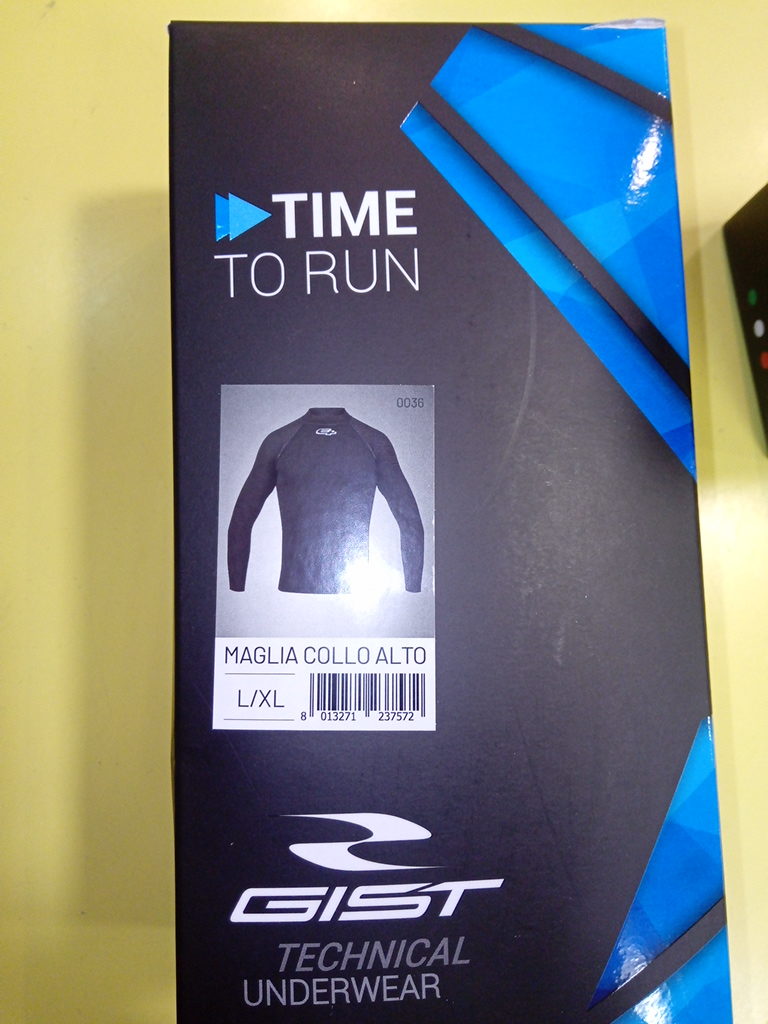 TIME
TO RUN
0036
MAGLIA COLLO ALTO
L/XL
8 013271 237572
GIST
TECHNICAL
UNDERWEAR